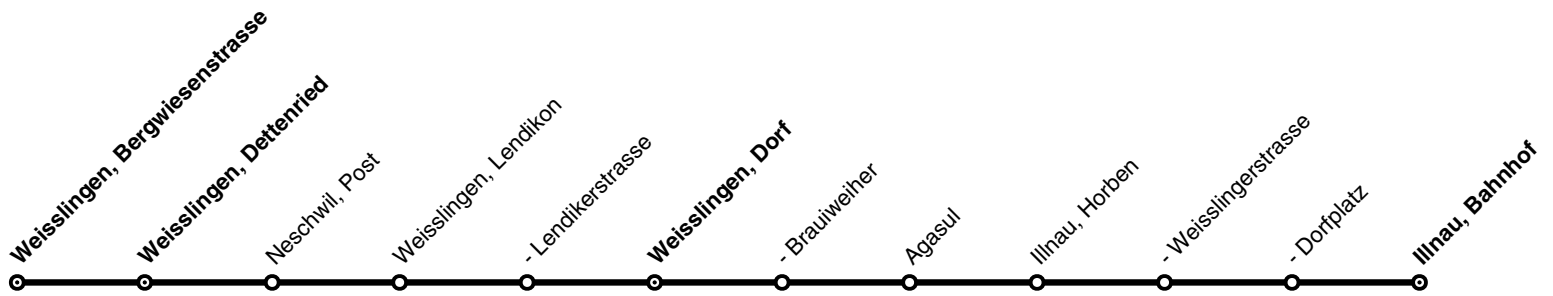 Weisslingen, Bergwiesenstrasse
Weisslingen, Dettenried
Neschwil, Post
Weisslingen, Lendikon
- Lendikerstrasse
Weisslingen, Dorf
- Brauiweiher
Agasul
Illnau, Horben
- Weisslingerstrasse
- Dorfplatz
Illnau, Bahnhof